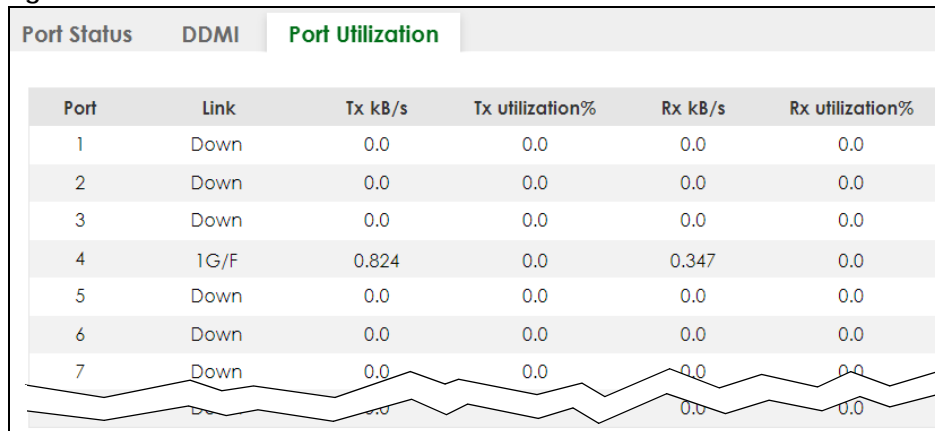 Port Status DDMI Port Utilization
Port Link Tx kB/s Tx utilization% Rx kB/s Rx utilization%
1 Down 0.0 0.0 0.0 0.0
2 Down 0.0 0.0 0.0 0.0
3 Down 0.0 0.0 0.0 0.0
4 1G/F 0.824 0.0 0.347 0.0
5 Down 0.0 0.0 0.0 0.0
6 Down 0.0 0.0 0.0 0.0
7 Down 0.0 0.0 0.0 0.0
0.0 0.0